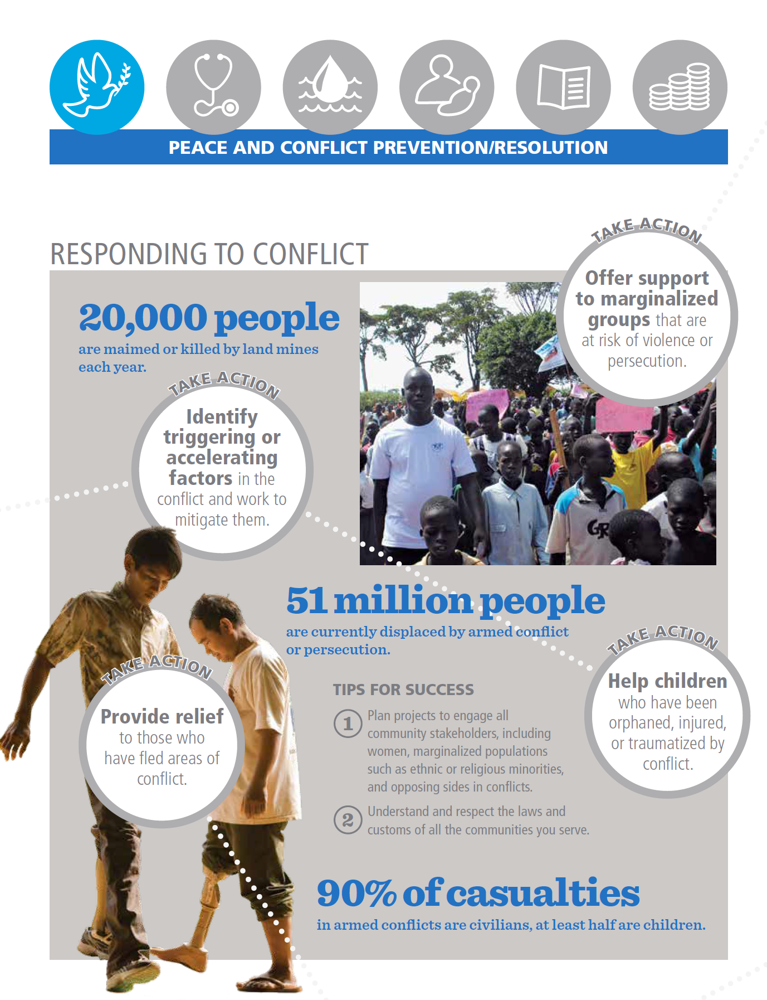 PEACE AND CONFLICT PREVENTION/RESOLUTION
RESPONDING TO CONFLICT
20,000 people
are maimed or killed by land mines
each year.
TAKE ACTION
Offer support
to marginalized
groups that are
at risk of violence or
persecution.
TAKE ACTION
Identify
triggering or
accelerating
factors in the
conflict and work to
mitigate them.
GR
51 million people
are currently displaced by armed conflict
or persecution.
TAKE ACTION
Help children
who have been
orphaned, injured,
or traumatized by
conflict.
TAKE ACTION
Provide relief
to those who
have fled areas of
conflict.
TIPS FOR SUCCESS
1 Plan projects to engage all
community stakeholders, including
women, marginalized populations
such as ethnic or religious minorities,
and opposing sides in conflicts.
2 Understand and respect the laws and
customs of all the communities you serve.
90% of casualties
in armed conflicts are civilians, at least half are children.